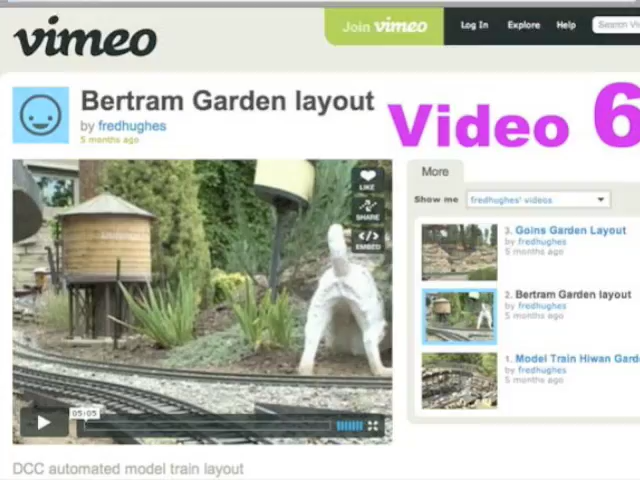 vimeo
Join vimeo
Log In Explore Help Search Vi
Bertram Garden layout
by fredhughes
5 months ago
Video 6
More
Show me fredhughes' videos
LIKE
SHARE
EMBED
3. Goins Garden Layout
by fredhughes
5 months ago
2. Bertram Garden layout
by fredhughes
5 months ago
1. Model Train Hiwan Gard
by fredhughes
5 months ago
05:05
DCC automated model train layout